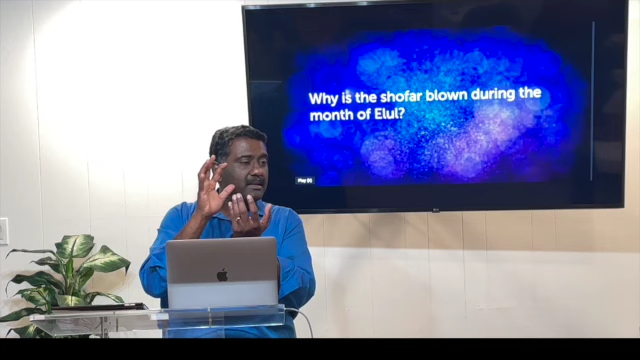 Why is the shofar blown during the
month of Elul?